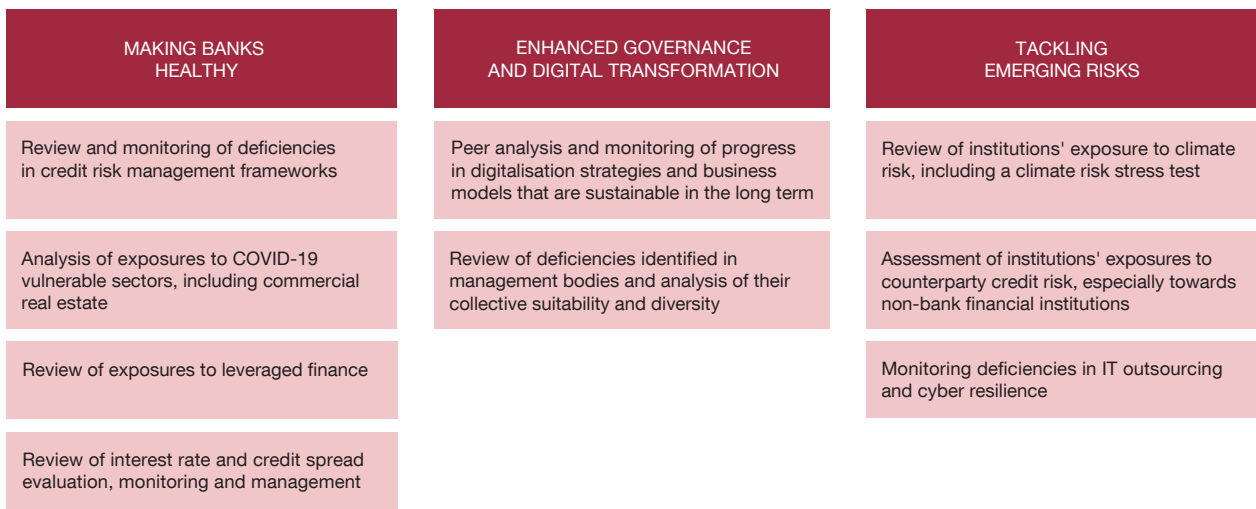 MAKING BANKS
HEALTHY
Review and monitoring of deficiencies
in credit risk management frameworks
Analysis of exposures to COVID-19
vulnerable sectors, including commercial
real estate
Review of exposures to leveraged finance
Review of interest rate and credit spread
evaluation, monitoring and management
ENHANCED GOVERNANCE
AND DIGITAL TRANSFORMATION
Peer analysis and monitoring of progress
in digitalisation strategies and business
models that are sustainable in the long term
Review of deficiencies identified in
management bodies and analysis of their
collective suitability and diversity
TACKLING
EMERGING RISKS
Review of institutions' exposure to climate
risk, including a climate risk stress test
Assessment of institutions' exposures to
counterparty credit risk, especially towards
non-bank financial institutions
Monitoring deficiencies in IT outsourcing
and cyber resilience